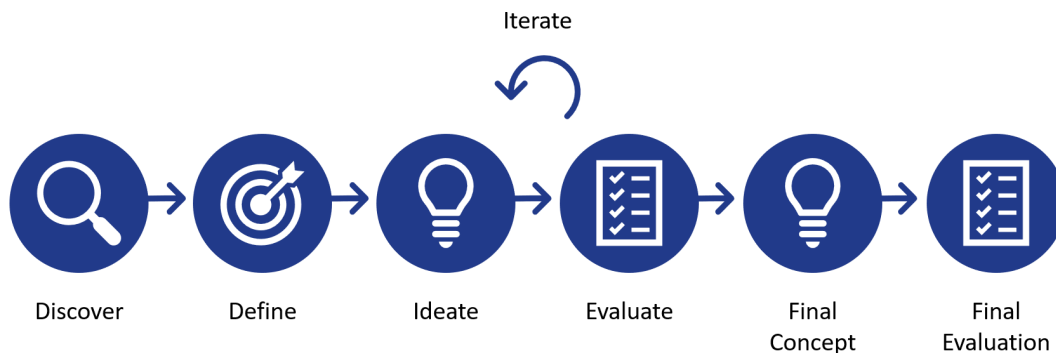 Iterate
Discover
Define
Ideate
Evaluate
Final
Concept
Final
Evaluation